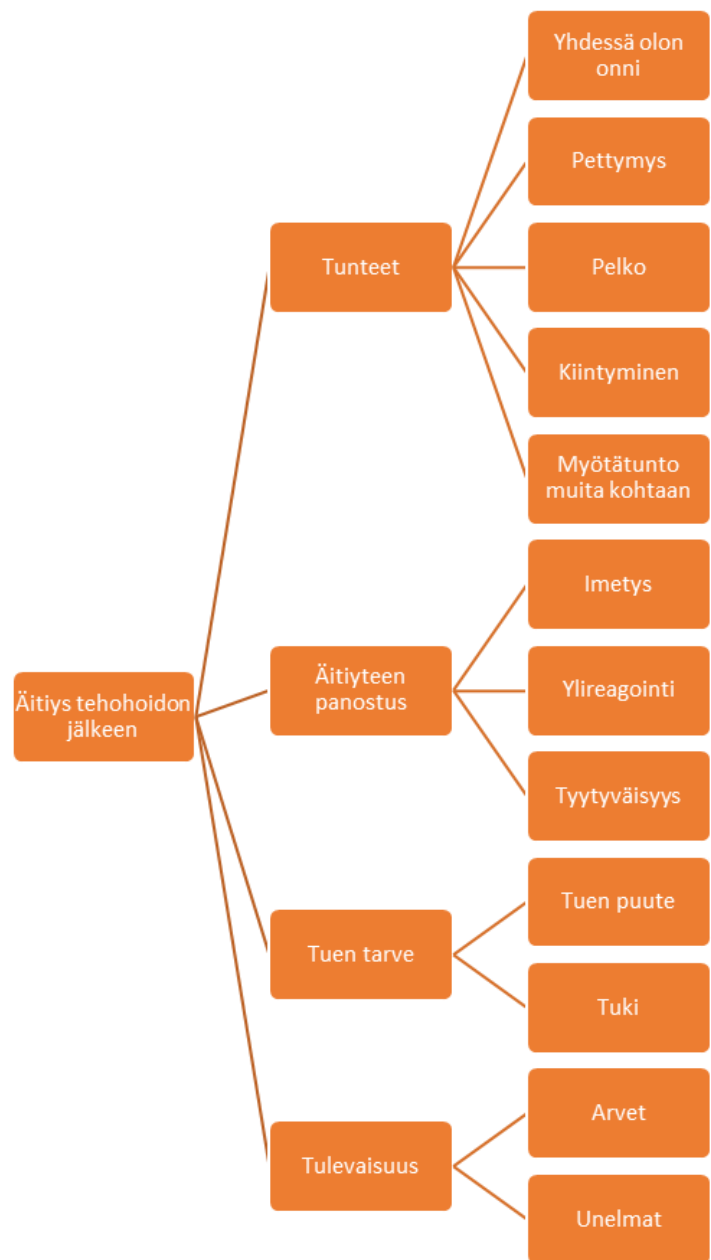 Äitiys tehohoidon
jälkeen
Tunteet
Yhdessä olon
onni
Pettymys
Pelko
Kiintyminen
Myötätunto
muita kohtaan
Äitiyteen
panostus
Imetys
Ylireagointi
Tyytyväisyys
Tuen tarve
Tuen puute
Tuki
Tulevaisuus
Arvet
Unelmat